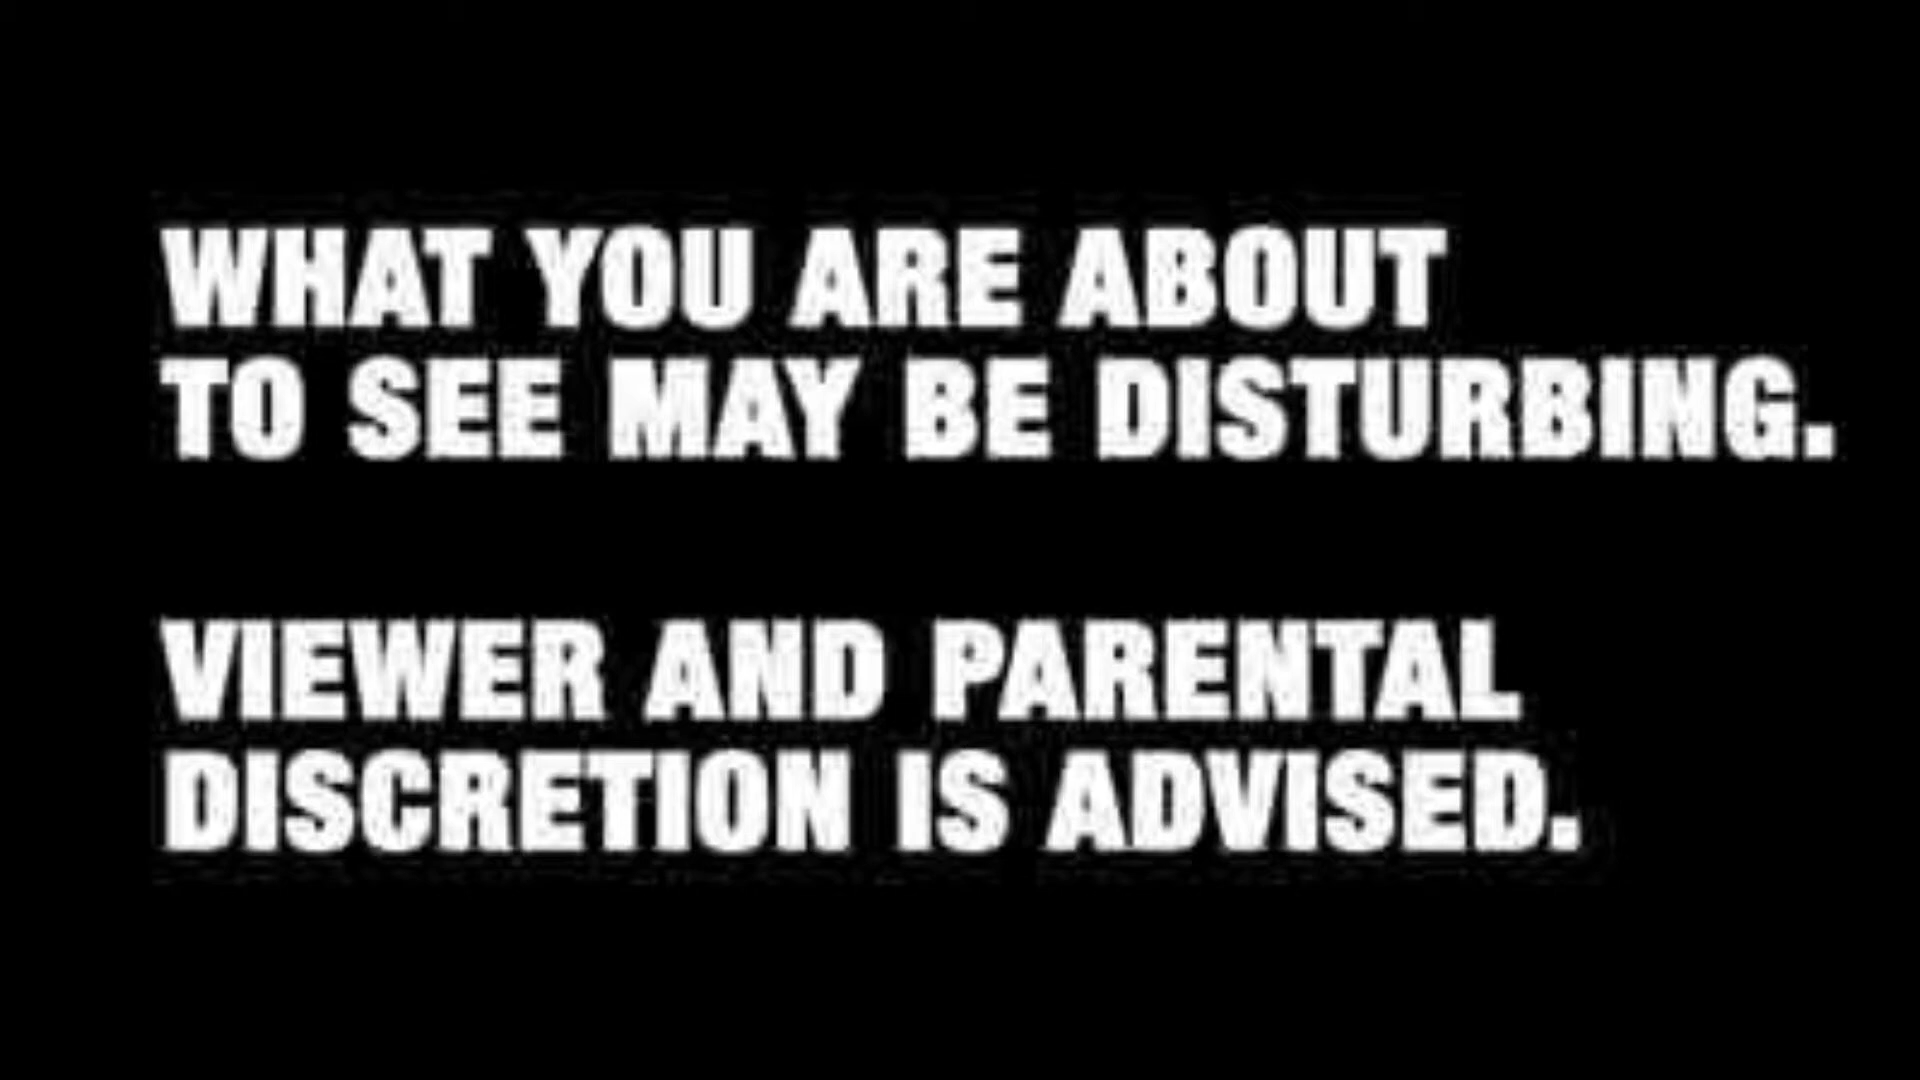 WHAT YOU ARE ABOUT
TO SEE MAY BE DISTURBING.
VIEWER AND PARENTAL
DISCRETION IS ADVISED.